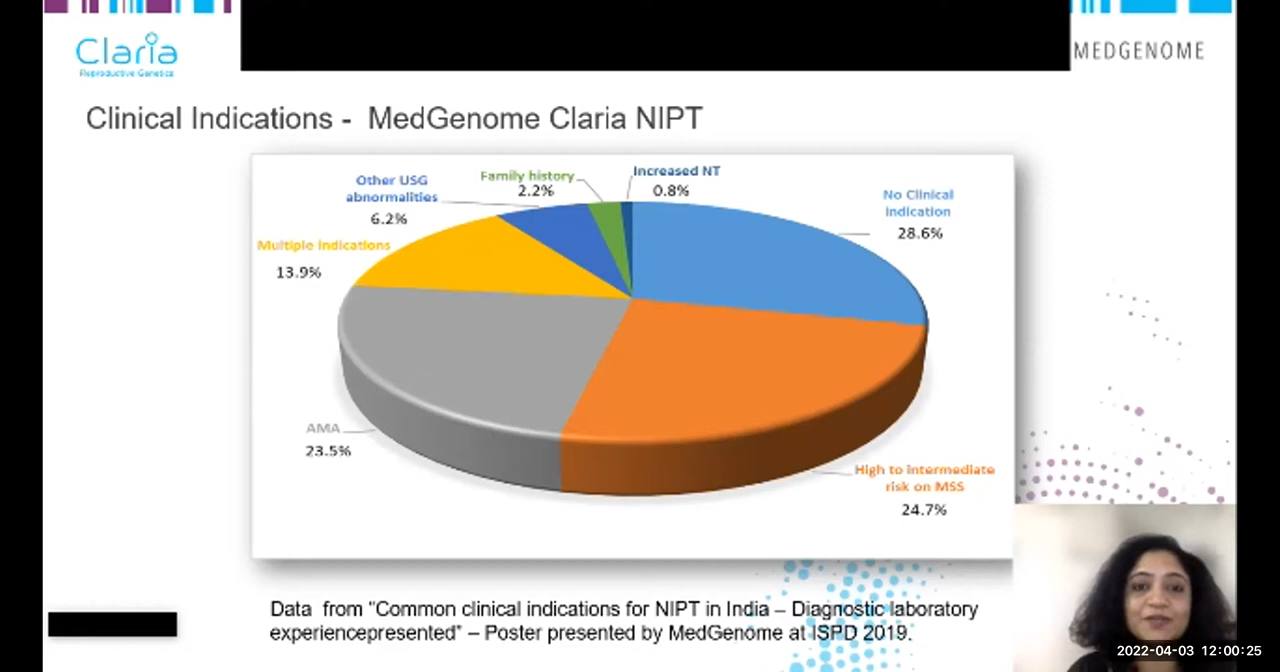 Claria
Reproductive Genetics
MEDGENOME
Clinical Indications - MedGenome Claria NIPT
Increased NT
0.8%
Family history
2.2%
Other USG
abnormalities
6.2%
No Clinical
indication
28.6%
Multiple indications
13.9%
AMA
23.5%
High to intermediate
risk on MSS
24.7%
Data from "Common clinical indications for NIPT in India – Diagnostic laboratory
experiencepresented" – Poster presented by MedGenome at ISPD 2019.
2022-04-03 12:00:25